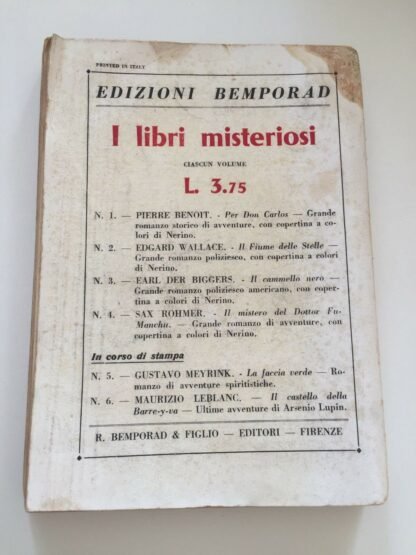 PRINTED IN ITALY
EDIZIONI BEMPORAD
I libri misteriosi
CIASCUN VOLUME
L. 3.75
N. 1. — PIERRE BENOIT. - Per Don Carlos — Grande
romanzo storico di avventure, con copertina a co-
lori di Nerino.
N. 2. — EDGARD WALLACE. - Il Fiume delle Stelle —
Grande romanzo poliziesco, con copertina a colori
di Nerino.
N. 3. — EARL DER BIGGERS. - Il cammello nero —
Grande romanzo poliziesco americano, con coper-
tina a colori di Nerino.
N. 4. — SAX ROHMER. - Il mistero del Dottor Fu-
Manchu. — Grande romanzo di avventure, con
copertina a colori di Nerino.
In corso di stampa
N. 5. — GUSTAVO MEYRINK. - La faccia verde — Ro-
manzo di avventure spiritistiche.
N. 6. — MAURIZIO LEBLANC. — Il castello della
Barre-y-va — Ultime avventure di Arsenio Lupin.
R. BEMPORAD & FIGLIO — EDITORI — FIRENZE